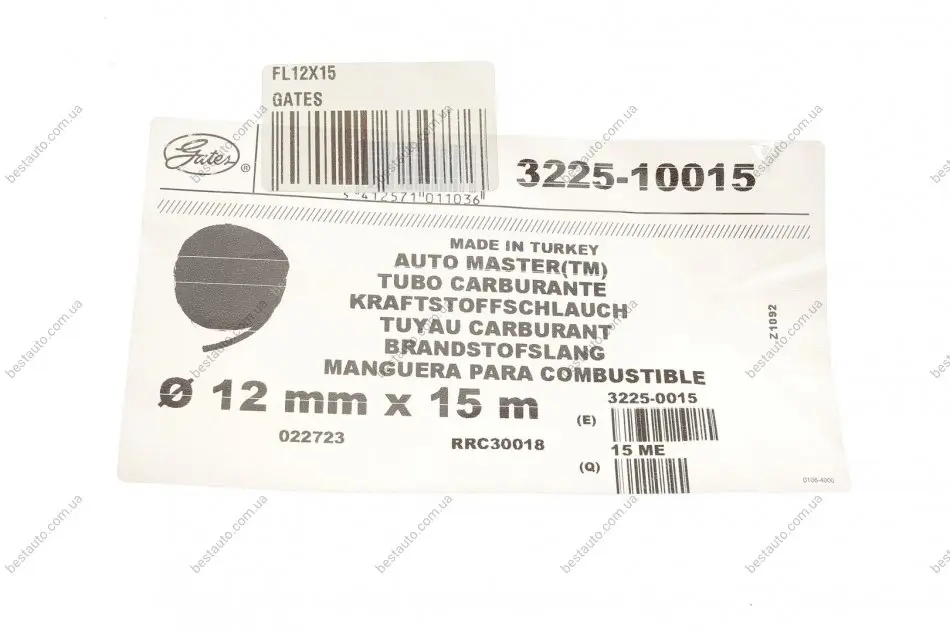 FL12X15
GATES
5 412571 011036
Gates ®
3225-10015
MADE IN TURKEY
AUTO MASTER(TM)
TUBO CARBURANTE
KRAFTSTOFFSCHLAUCH
TUYAU CARBURANT
BRANDSTOFSLANG
MANGUERA PARA COMBUSTIBLE
Ø 12 mm x 15 m
3225-0015
(E)
022723
RRC30018
15 ME
(Q)
Z1092
0106-4000
bestauto.com.ua